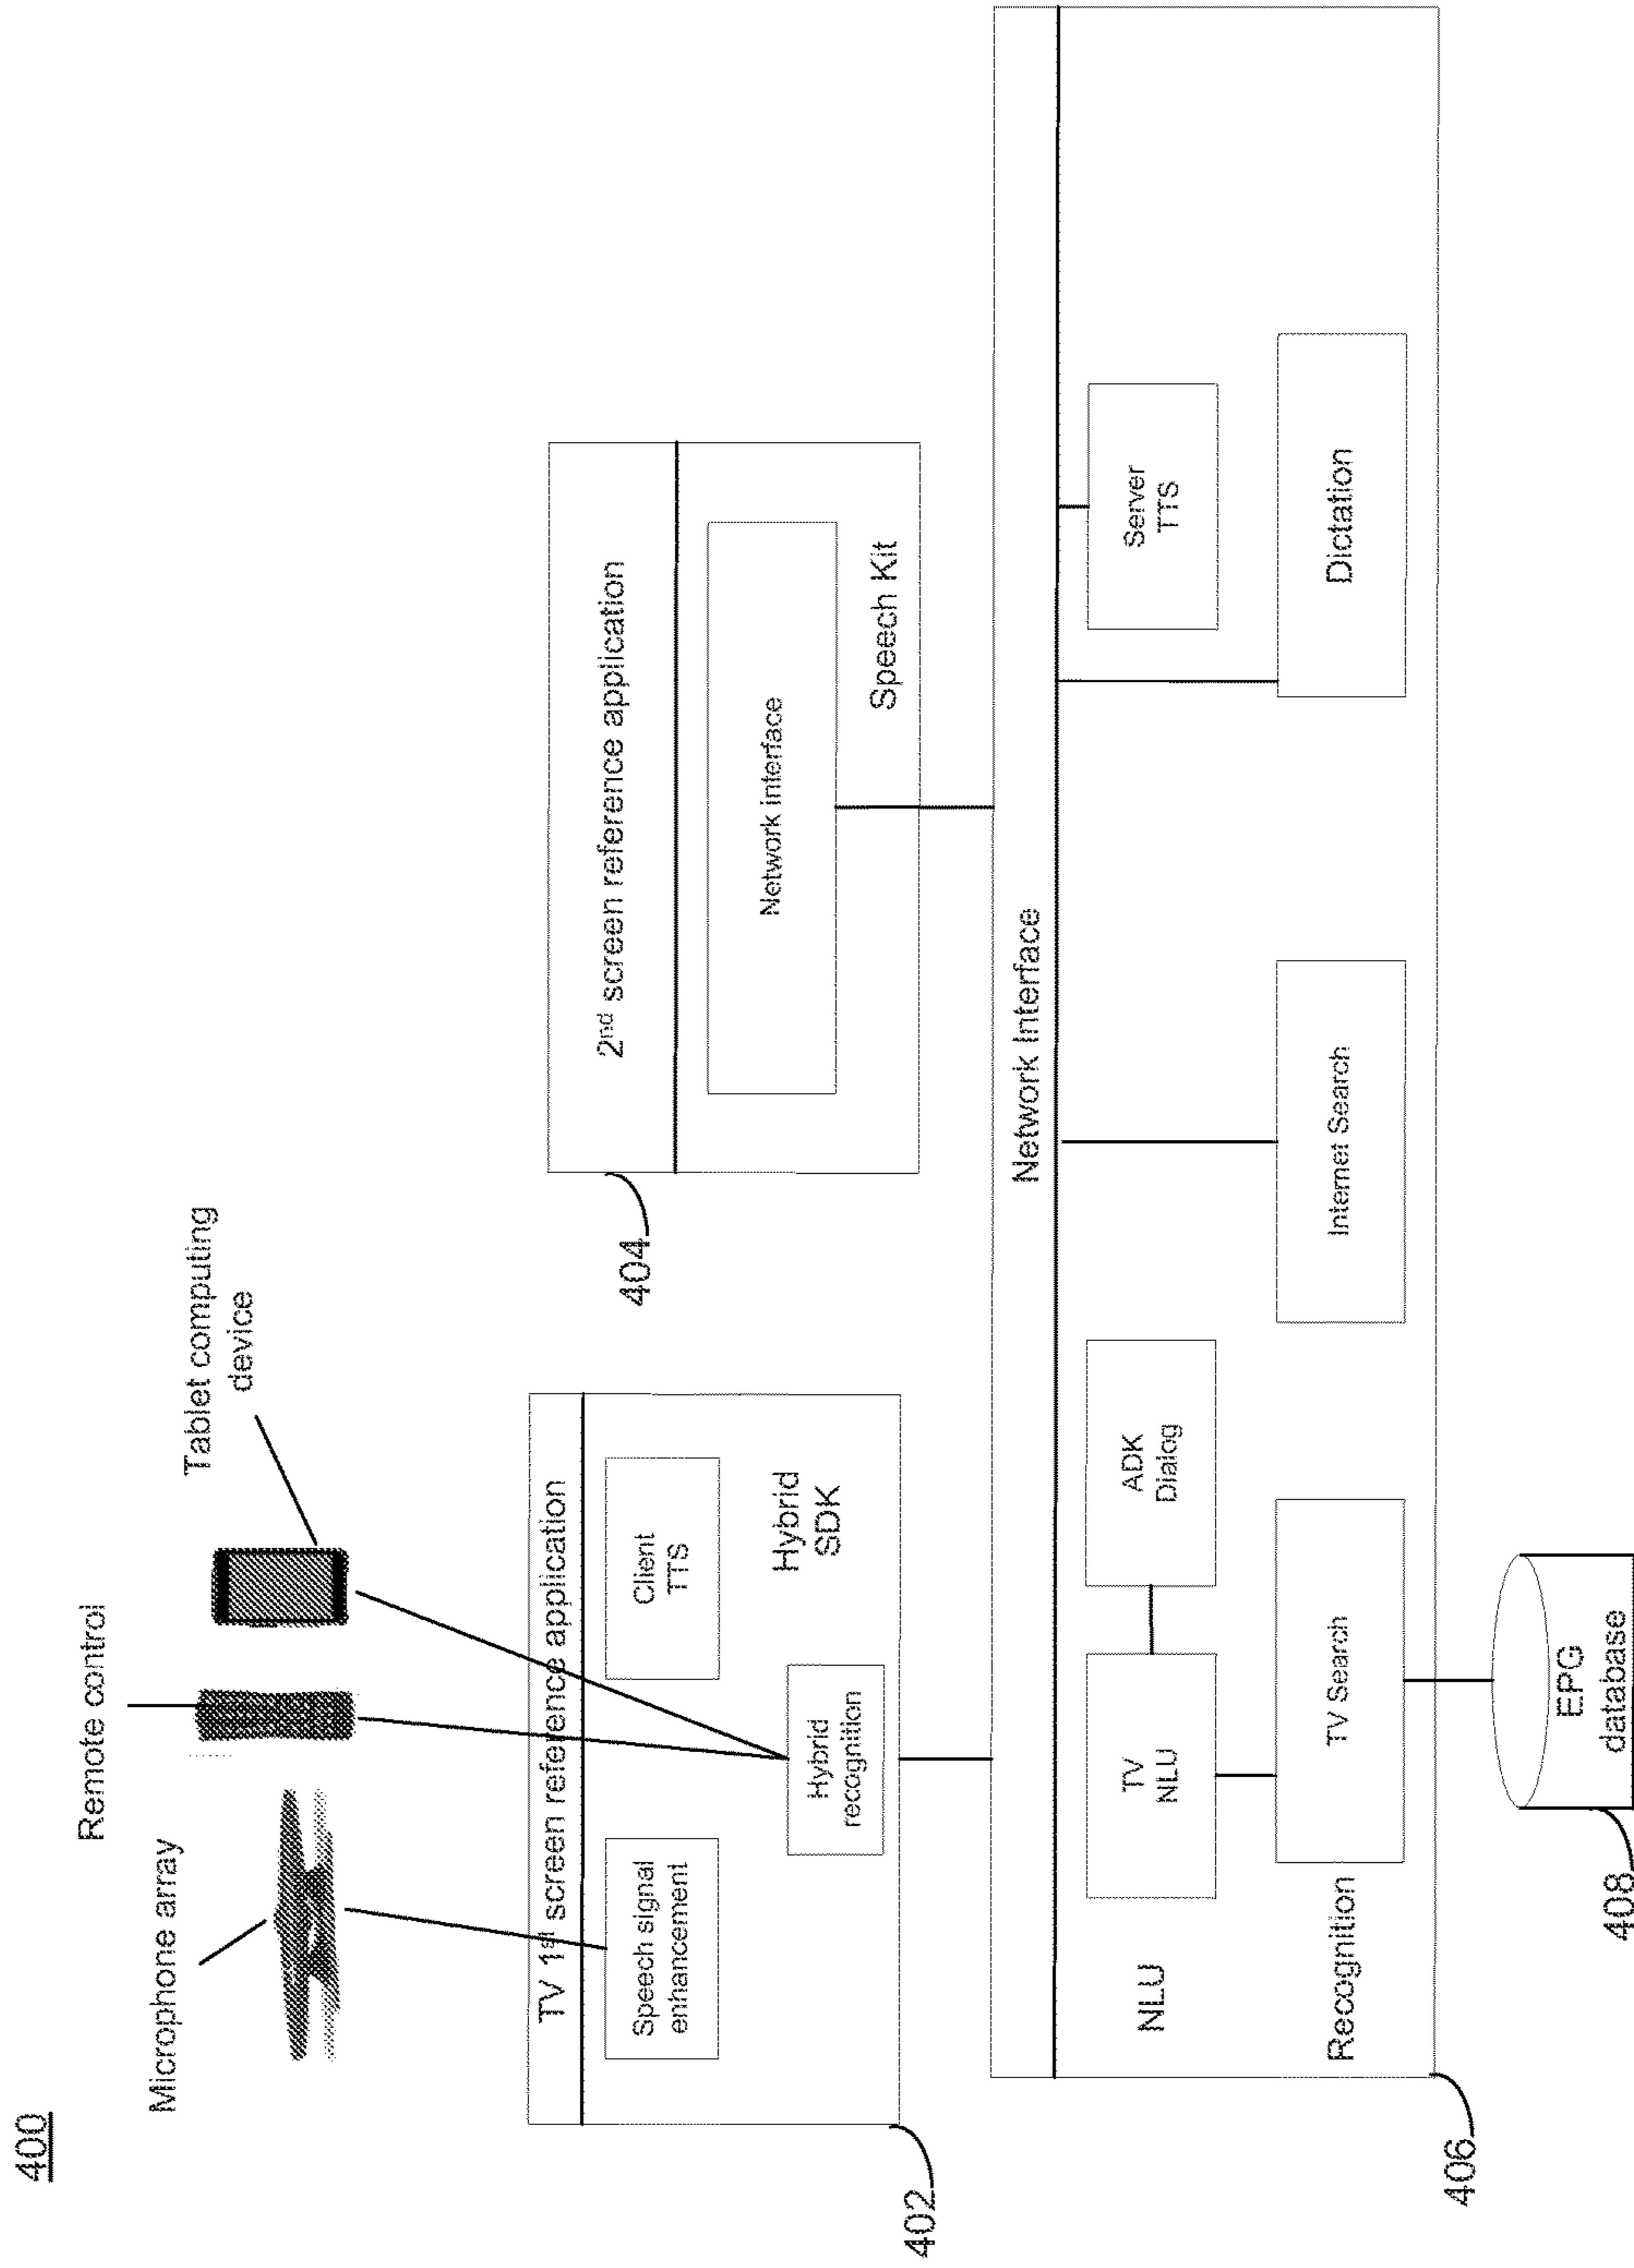 400
Microphone array
Remote control
Tablet computing
device
TV 1st screen reference application
Speech signal
enhancement
Client
TTS
Hybrid
recognition
Hybrid
SDK
402
2nd screen reference application
Network interface
Speech Kit
404
Network Interface
NLU
TV
NLU
ADK
Dialog
Server
TTS
Recognition
TV Search
Internet Search
Dictation
406
EPG
database
408